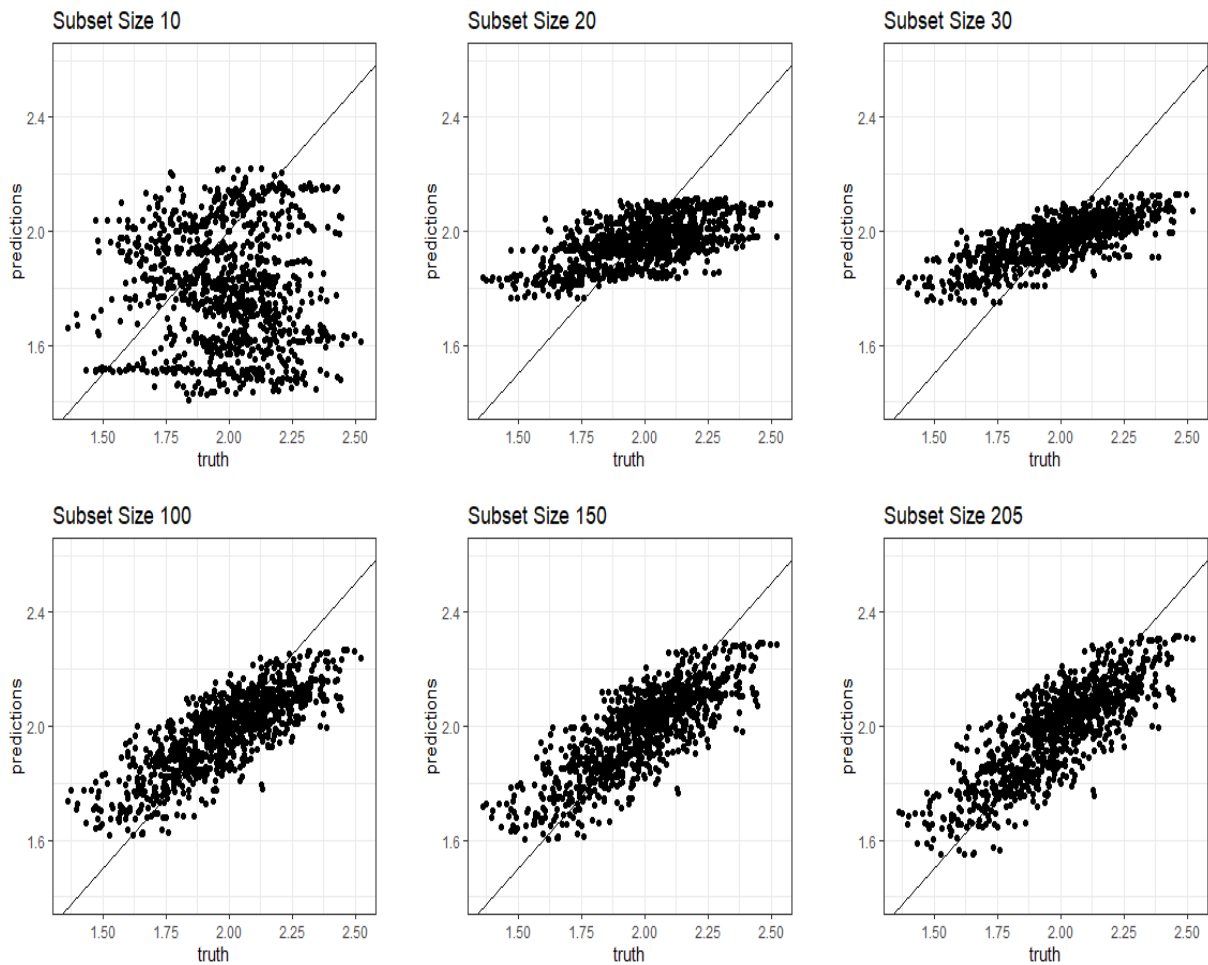 Subset Size 10
Subset Size 20
Subset Size 30
2.4
2.0
1.6
predictions
1.50 1.75 2.00 2.25 2.50
truth
2.4
2.0
1.6
predictions
1.50 1.75 2.00 2.25 2.50
truth
2.4
2.0
1.6
predictions
1.50 1.75 2.00 2.25 2.50
truth
Subset Size 100
Subset Size 150
Subset Size 205
2.4
2.0
1.6
predictions
1.50 1.75 2.00 2.25 2.50
truth
2.4
2.0
1.6
predictions
1.50 1.75 2.00 2.25 2.50
truth
2.4
2.0
1.6
predictions
1.50 1.75 2.00 2.25 2.50
truth